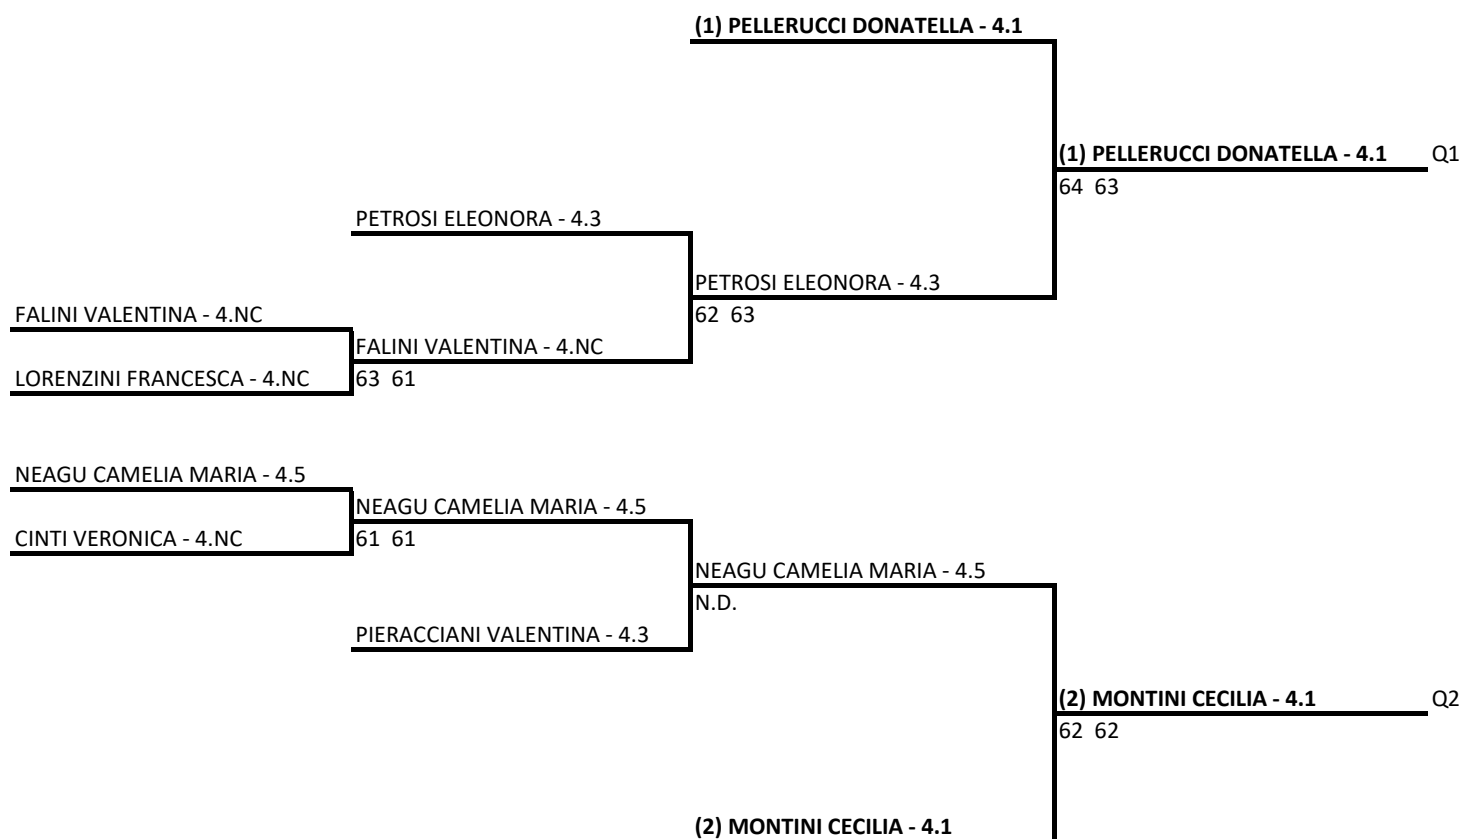 (1) PELLERUCCI DONATELLA - 4.1
(1) PELLERUCCI DONATELLA - 4.1 Q1
64 63
PETROSI ELEONORA - 4.3
PETROSI ELEONORA - 4.3
62 63
FALINI VALENTINA - 4.NC
FALINI VALENTINA - 4.NC
LORENZINI FRANCESCA - 4.NC
63 61
NEAGU CAMELIA MARIA - 4.5
NEAGU CAMELIA MARIA - 4.5
CINTI VERONICA - 4.NC
61 61
NEAGU CAMELIA MARIA - 4.5
N.D.
PIERACCIANI VALENTINA - 4.3
(2) MONTINI CECILIA - 4.1 Q2
62 62
(2) MONTINI CECILIA - 4.1